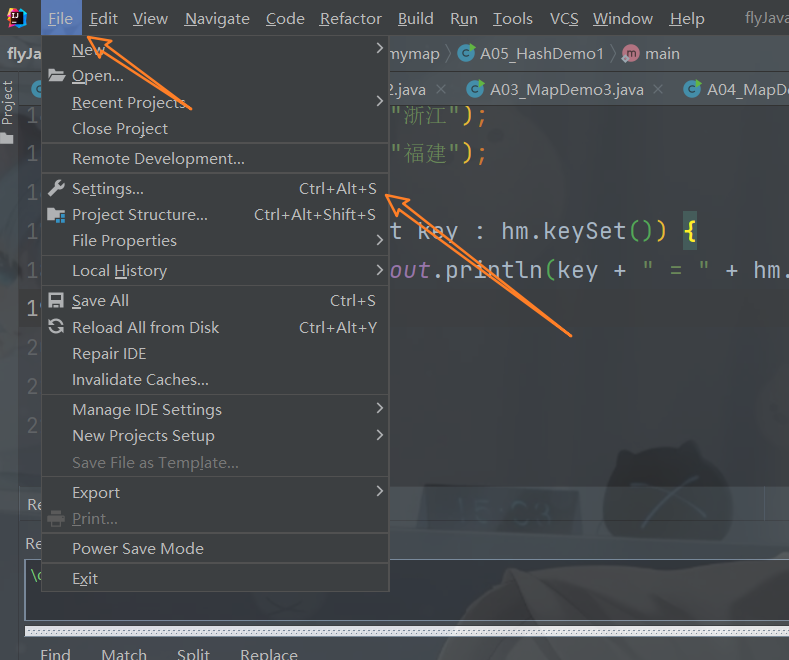 File Edit View Navigate Code Refactor Build Run Tools VCS Window Help flyJava
flyJa
mymap A05_HashDemo1 m main
.java A03_MapDemo3.java A04_MapD
Project
"浙江");
"福建");
key : hm.keySet()) {
out.println(key + " = " + hm.
New
Open...
Recent Projects
Close Project
Remote Development...
Settings... Ctrl+Alt+S
Project Structure... Ctrl+Alt+Shift+S
File Properties
Local History
Save All Ctrl+S
Reload All from Disk Ctrl+Alt+Y
Repair IDE
Invalidate Caches...
Manage IDE Settings
New Projects Setup
Save File as Template...
Export
Print...
Power Save Mode
Exit
Find Match Split Replace